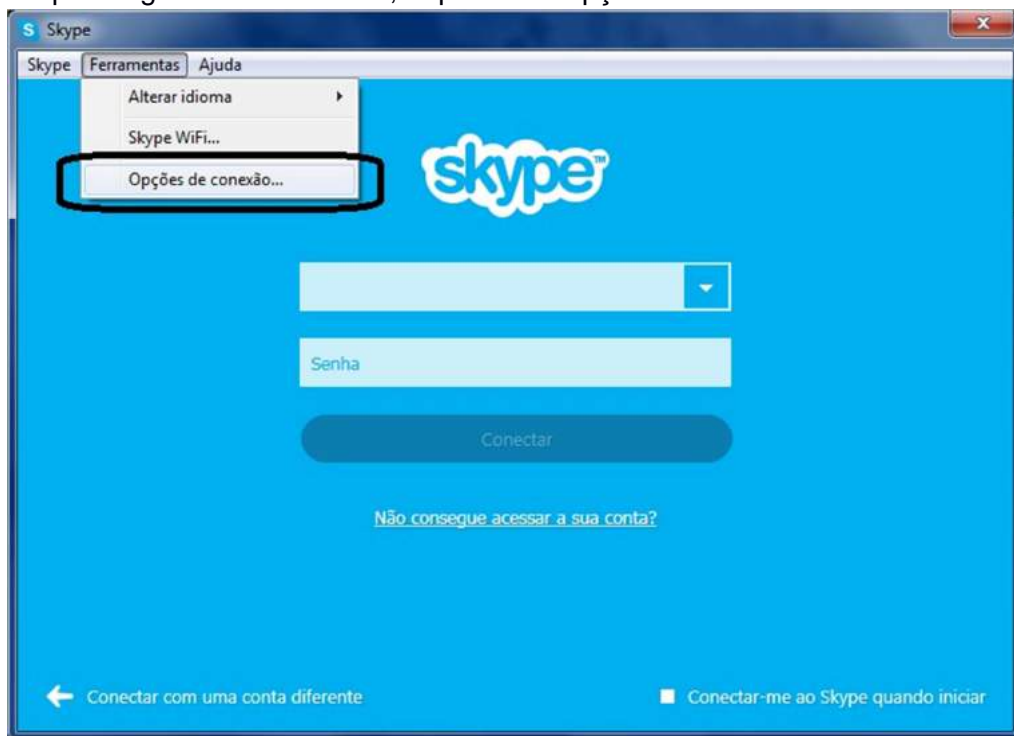 Skype
Skype Ferramentas Ajuda
Alterar idioma
Skype WiFi...
Opções de conexão...
skype™
Senha
Conectar
Não consegue acessar a sua conta?
Conectar com uma conta diferente
Conectar-me ao Skype quando iniciar